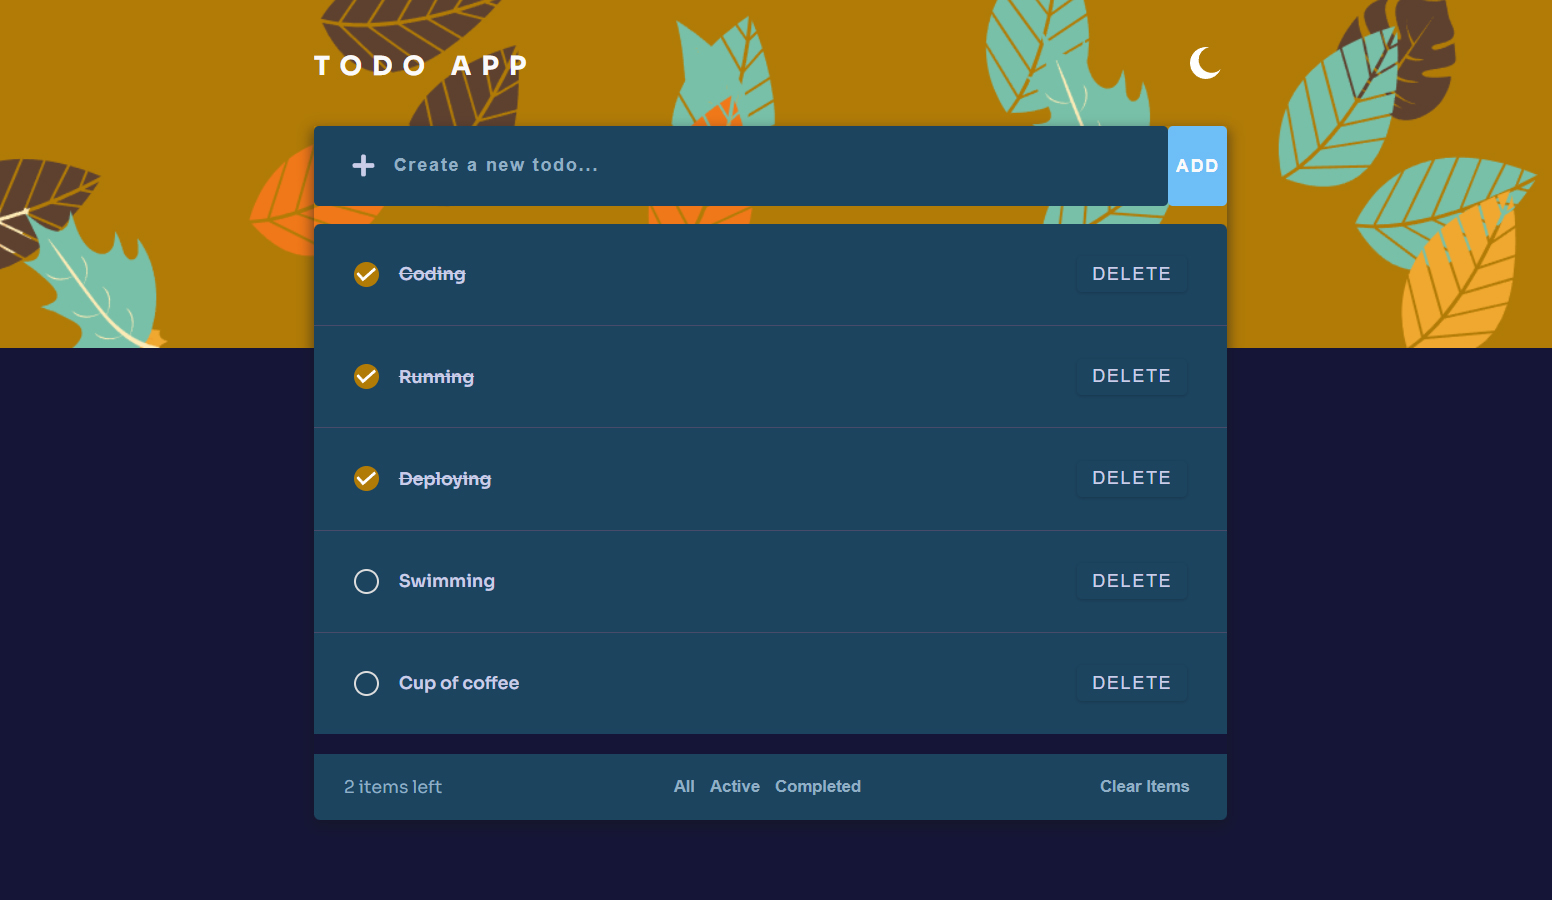 TODO APP
Create a new todo... ADD
Coding DELETE
Running DELETE
Deploying DELETE
Swimming DELETE
Cup of coffee DELETE
2 items left All Active Completed Clear Items